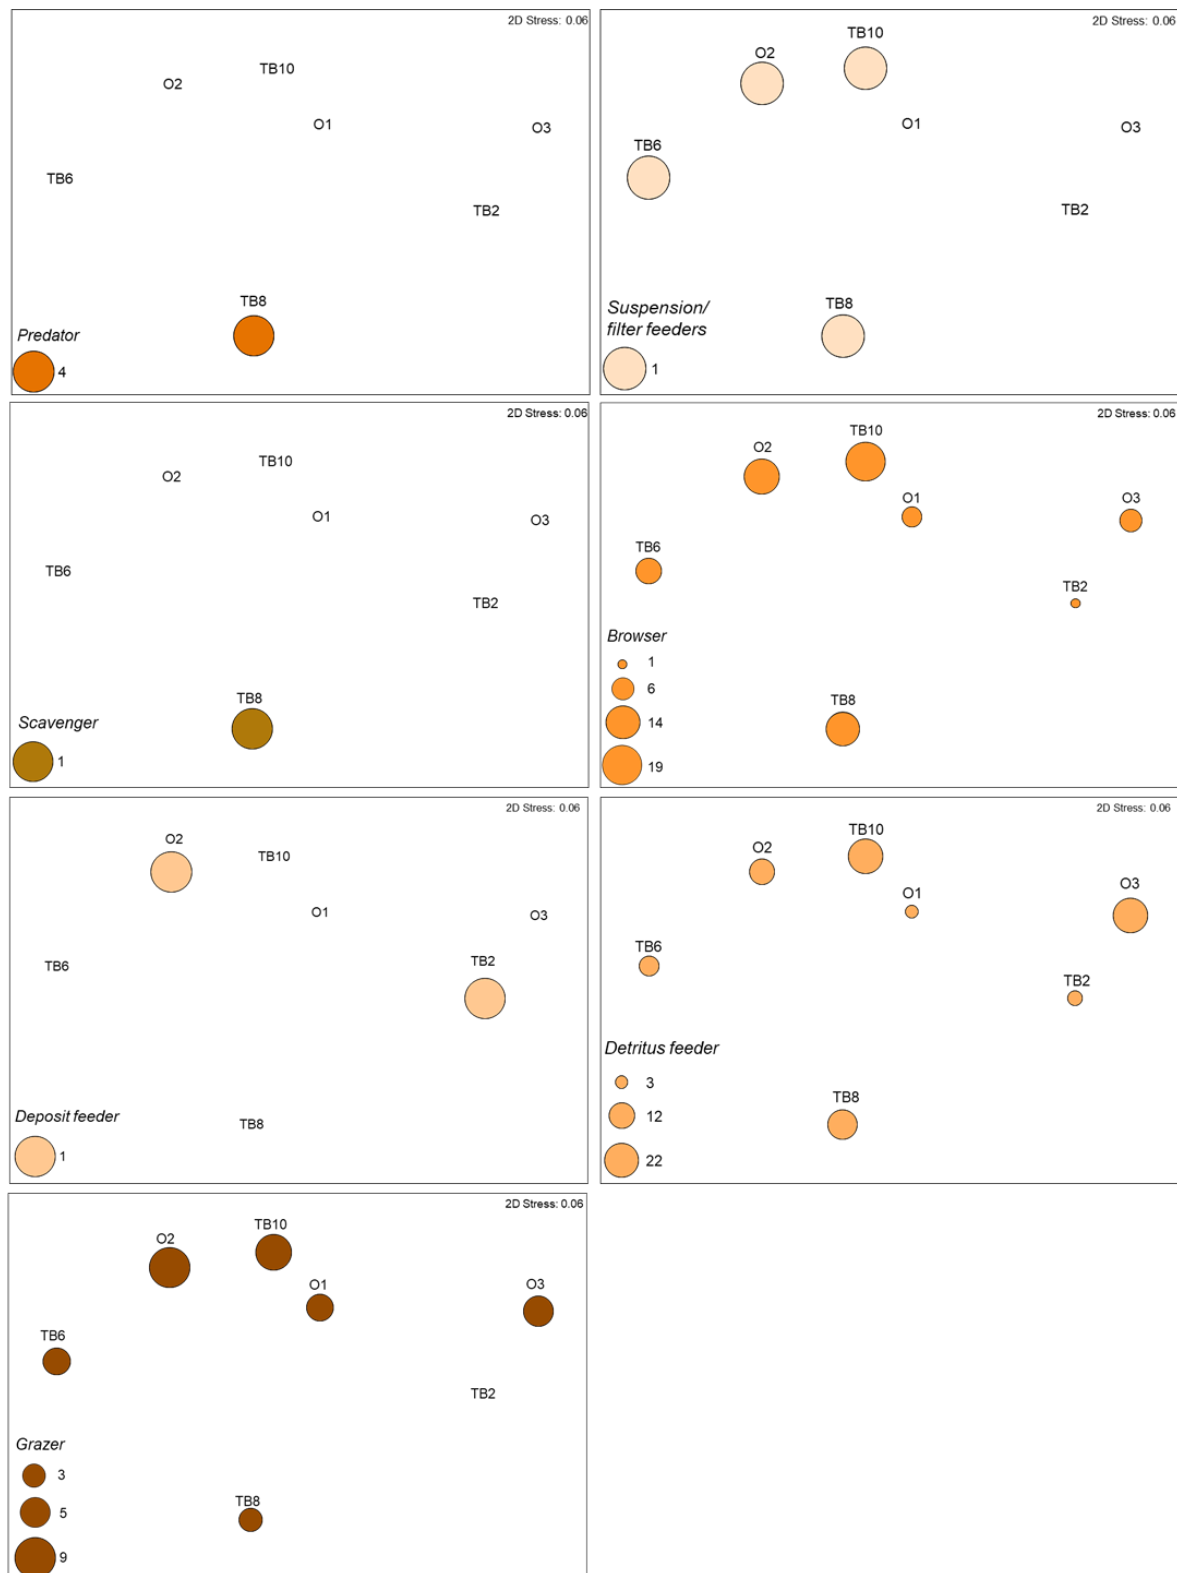 2D Stress: 0.06
TB10
O2
O1
O3
TB6
TB2
TB8
Predator
4
2D Stress: 0.06
TB10
O2
O1
O3
TB6
TB2
TB8
Suspension/
filter feeders
1
2D Stress: 0.06
TB10
O2
O1
O3
TB6
TB2
TB8
Scavenger
1
2D Stress: 0.06
TB10
O2
O1
O3
TB6
TB2
Browser
1
6
TB8
14
19
2D Stress: 0.06
O2
TB10
O1
O3
TB2
TB6
Deposit feeder
TB8
1
2D Stress: 0.06
TB10
O2
O3
O1
TB6
TB2
Detritus feeder
3
TB8
12
22
2D Stress: 0.06
TB10
O2
O1
O3
TB6
TB2
Grazer
3
TB8
5
9